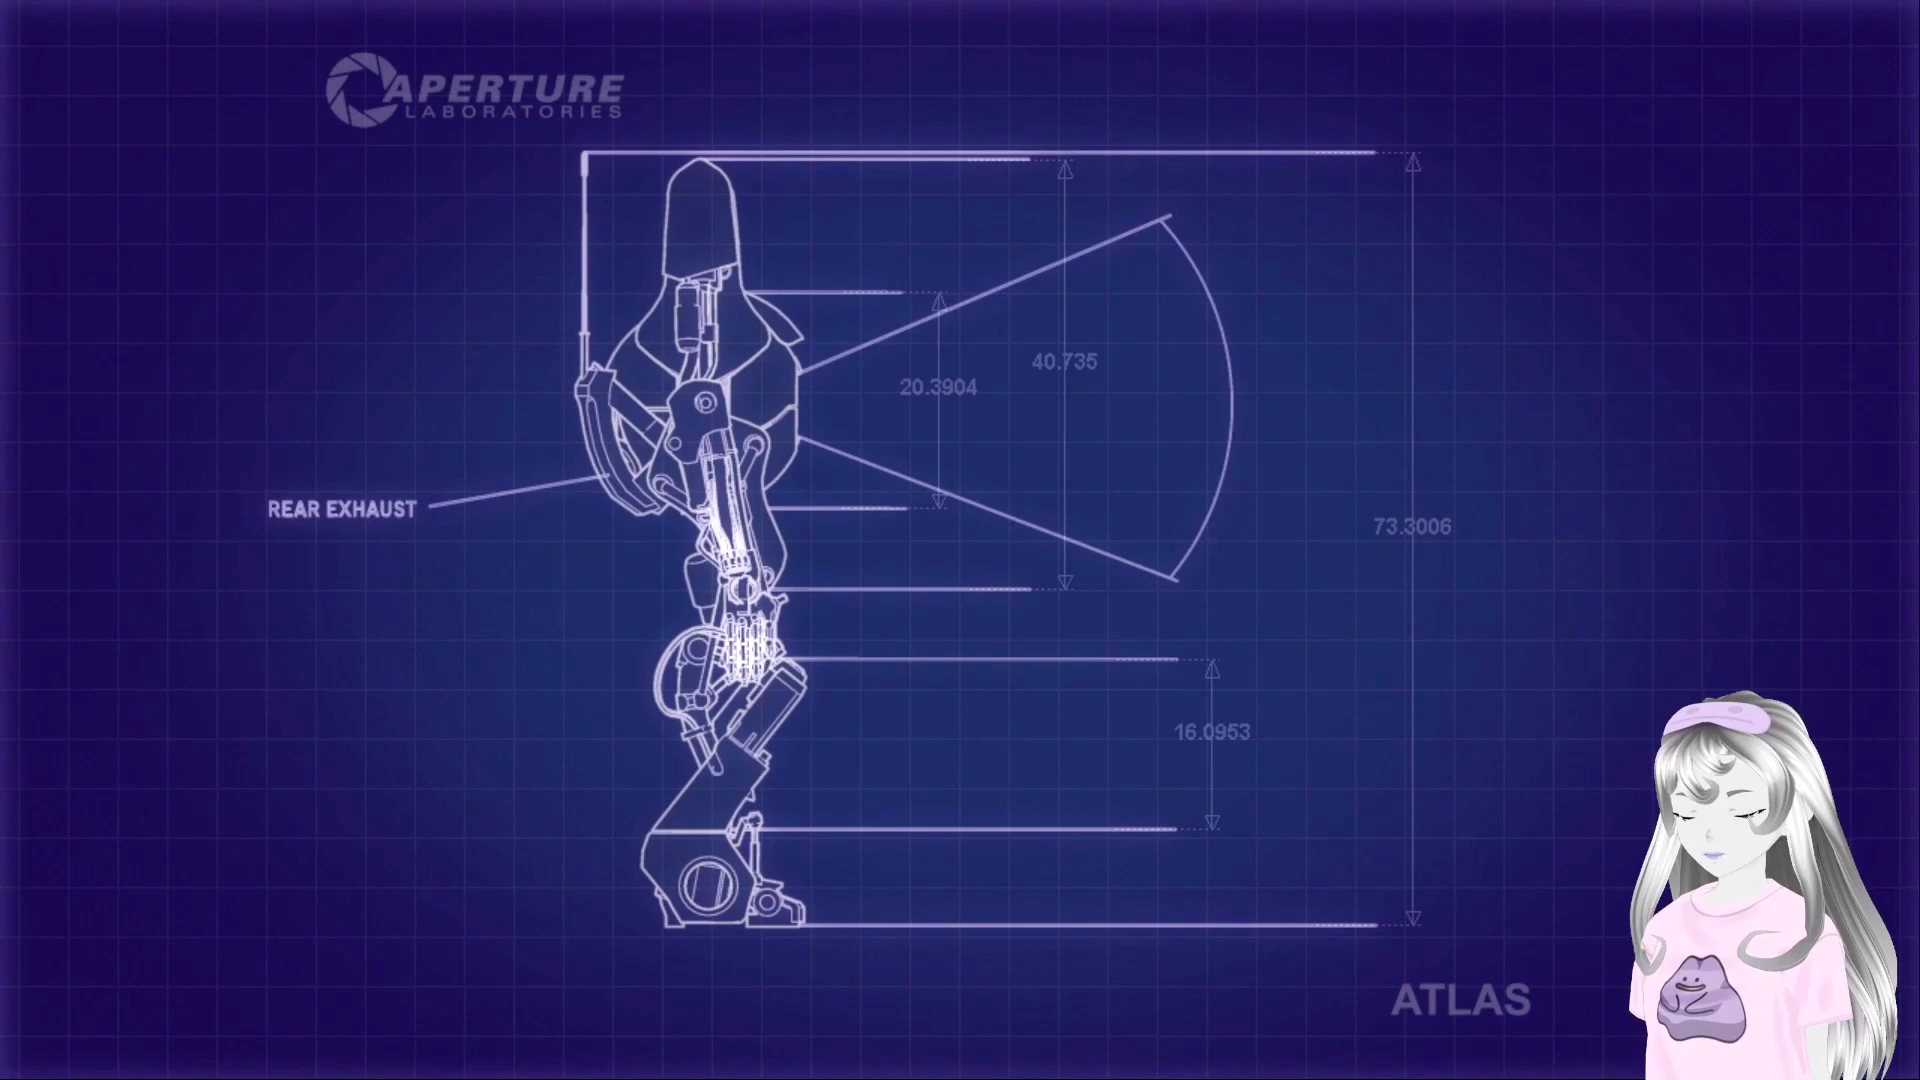 APERTURE
LABORATORIES
40.735
20.3904
REAR EXHAUST
73.3006
16.0953
ATLAS